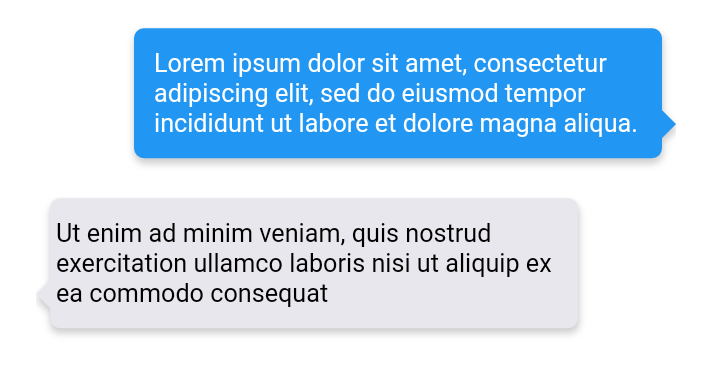 Lorem ipsum dolor sit amet, consectetur
adipiscing elit, sed do eiusmod tempor
incididunt ut labore et dolore magna aliqua.
Ut enim ad minim veniam, quis nostrud
exercitation ullamco laboris nisi ut aliquip ex
ea commodo consequat